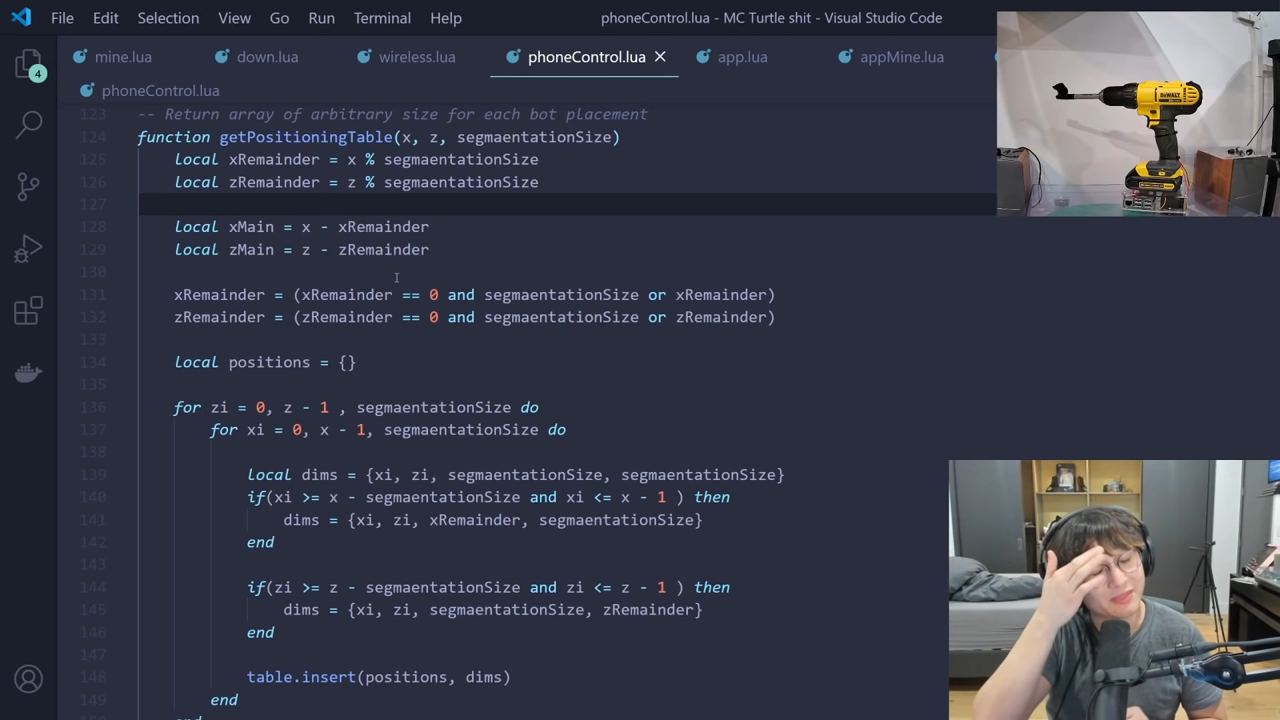 File Edit Selection View Go Run Terminal Help phoneControl.lua - MC Turtle shit - Visual Studio Code
mine.lua down.lua wireless.lua phoneControl.lua app.lua appMine.lua
4
phoneControl.lua
123 -- Return array of arbitrary size for each bot placement
124 function getPositioningTable(x, z, segmaentationSize)
125 local xRemainder = x % segmaentationSize
126 local zRemainder = z % segmaentationSize
127
128 local xMain = x - xRemainder
129 local zMain = z - zRemainder
130
131 xRemainder = (xRemainder == 0 and segmaentationSize or xRemainder)
132 zRemainder = (zRemainder == 0 and segmaentationSize or zRemainder)
133
134 local positions = {}
135
136 for zi = 0, z - 1 , segmaentationSize do
137 for xi = 0, x - 1, segmaentationSize do
138
139 local dims = {xi, zi, segmaentationSize, segmaentationSize}
140 if(xi >= x - segmaentationSize and xi <= x - 1 ) then
141 dims = {xi, zi, xRemainder, segmaentationSize}
142 end
143
144 if(zi >= z - segmaentationSize and zi <= z - 1 ) then
145 dims = {xi, zi, segmaentationSize, zRemainder}
146 end
147
148 table.insert(positions, dims)
149 end
DEWALT